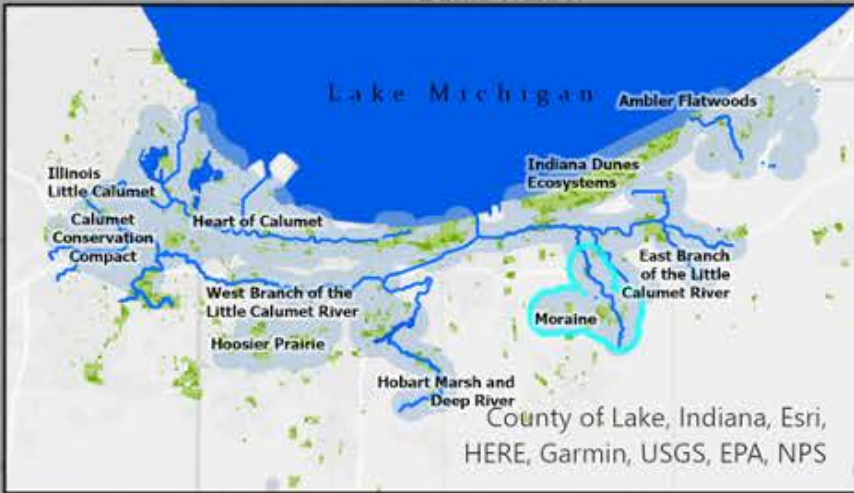 Lake Michigan
Ambler Flatwoods
Illinois
Little Calumet
Indiana Dunes
Ecosystems
Calumet
Conservation
Compact
Heart of Calumet
East Branch
of the Little
Calumet River
West Branch of the
Little Calumet River
Moraine
Hoosier Prairie
Hobart Marsh and
Deep River
County of Lake, Indiana, Esri,
HERE, Garmin, USGS, EPA, NPS